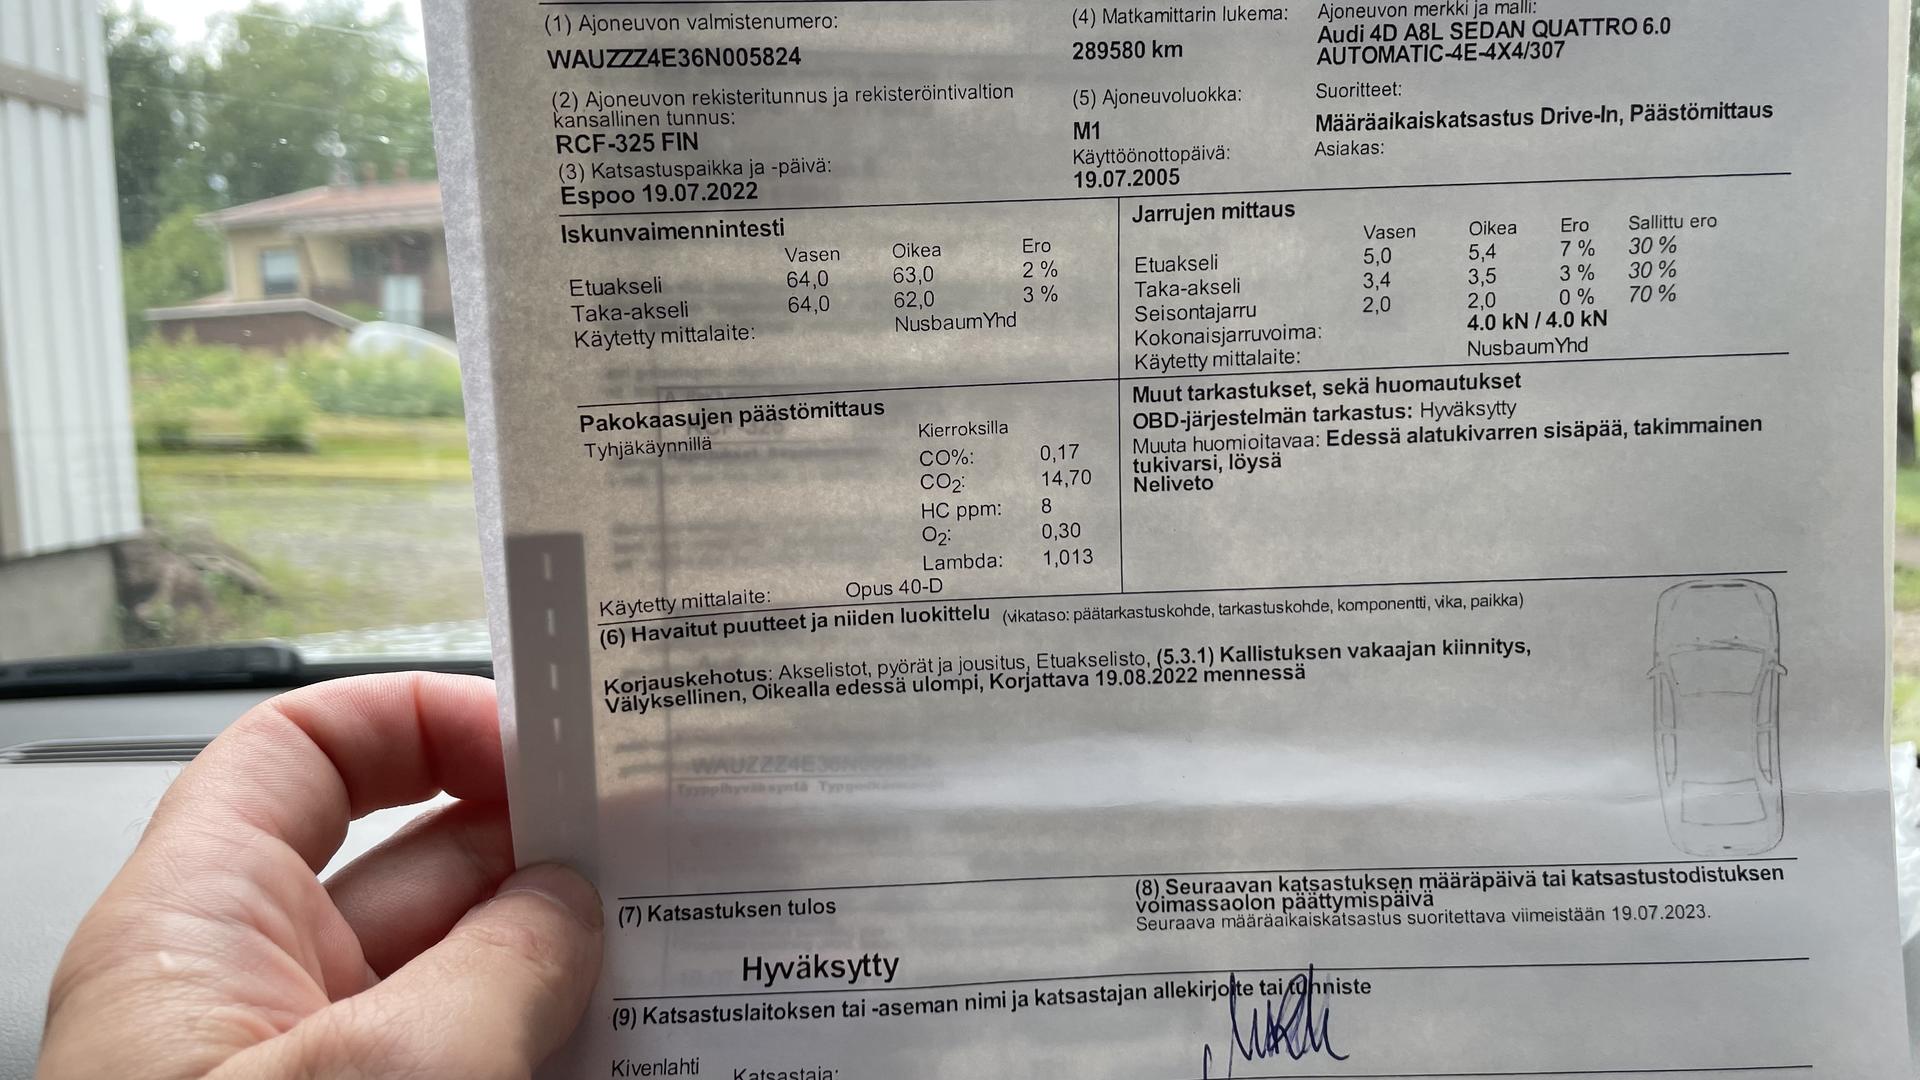 (1) Ajoneuvon valmistenumero:
WAUZZZ4E36N005824
(2) Ajoneuvon rekisteritunnus ja rekisteröintivaltion
kansallinen tunnus:
RCF-325 FIN
(3) Katsastuspaikka ja -päivä:
Espoo 19.07.2022
(4) Matkamittarin lukema:
289580 km
(5) Ajoneuvoluokka:
M1
Käyttöönottopäivä:
19.07.2005
Ajoneuvon merkki ja malli:
Audi 4D A8L SEDAN QUATTRO 6.0
AUTOMATIC-4E-4X4/307
Suoritteet:
Määräaikaiskatsastus Drive-In, Päästömittaus
Asiakas:
Iskunvaimennintesti
Vasen Oikea Ero
Etuakseli 64,0 63,0 2 %
Taka-akseli 64,0 62,0 3 %
Käytetty mittalaite: NusbaumYhd
Jarrujen mittaus
Vasen Oikea Ero Sallittu ero
Etuakseli 5,0 5,4 7 % 30 %
Taka-akseli 3,4 3,5 3 % 30 %
Seisontajarru 2,0 2,0 0 % 70 %
Kokonaisjarruvoima: 4.0 kN / 4.0 kN
Käytetty mittalaite: NusbaumYhd
Pakokaasujen päästömittaus
Tyhjäkäynnillä Kierroksilla
CO%: 0,17
CO2: 14,70
HC ppm: 8
O2: 0,30
Lambda: 1,013
Käytetty mittalaite: Opus 40-D
Muut tarkastukset, sekä huomautukset
OBD-järjestelmän tarkastus: Hyväksytty
Muuta huomioitavaa: Edessä alatukivarren sisäpää, takimmainen
tukivarsi, löysä
Neliveto
(6) Havaitut puutteet ja niiden luokittelu (vikataso: päätarkastuskohde, tarkastuskohde, komponentti, vika, paikka)
Korjauskehotus: Akselistot, pyörät ja jousitus, Etuakselisto, (5.3.1) Kallistuksen vakaajan kiinnitys,
Välyksellinen, Oikealla edessä ulompi, Korjattava 19.08.2022 mennessä
WAUZZZ4E36N005824
(7) Katsastuksen tulos
Hyväksytty
(8) Seuraavan katsastuksen määräpäivä tai katsastustodistuksen
voimassaolon päättymispäivä
Seuraava määräaikaiskatsastus suoritettava viimeistään 19.07.2023.
(9) Katsastuslaitoksen tai -aseman nimi ja katsastajan allekirjoite tai tunniste
Kivenlahti
Katsastaja: